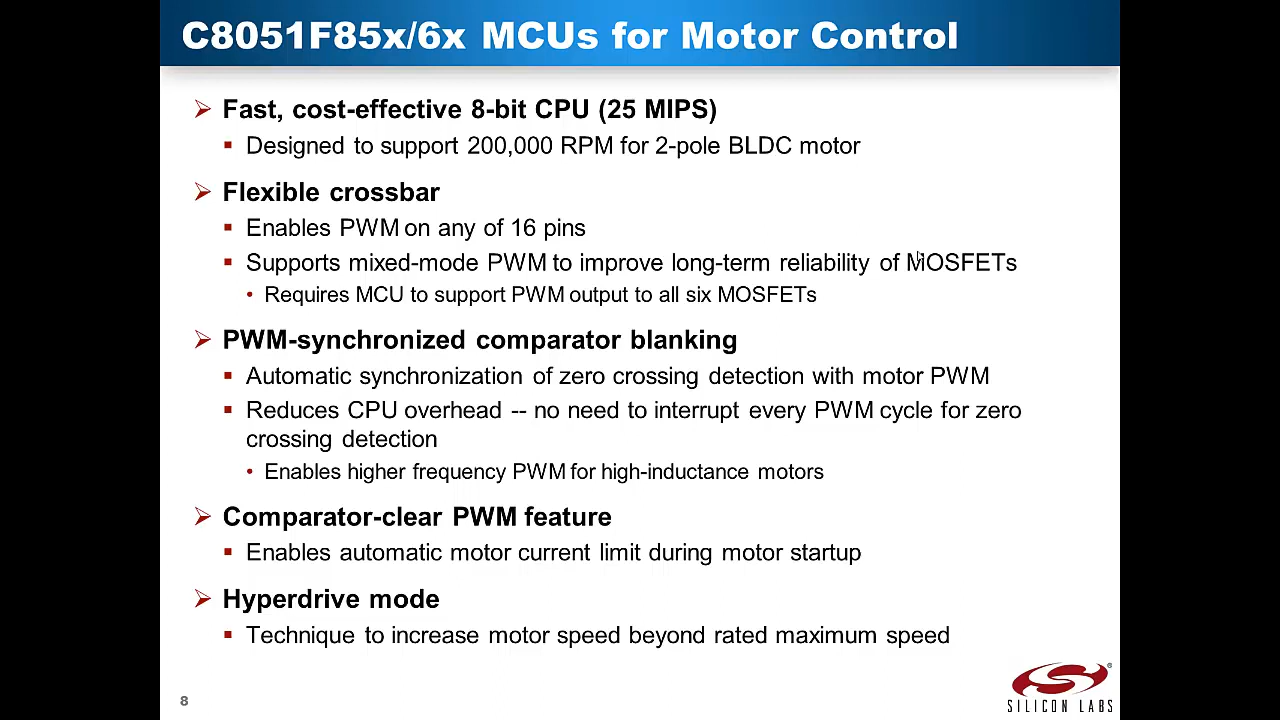 C8051F85x/6x MCUs for Motor Control
Fast, cost-effective 8-bit CPU (25 MIPS)
Designed to support 200,000 RPM for 2-pole BLDC motor
Flexible crossbar
Enables PWM on any of 16 pins
Supports mixed-mode PWM to improve long-term reliability of MOSFETs
Requires MCU to support PWM output to all six MOSFETs
PWM-synchronized comparator blanking
Automatic synchronization of zero crossing detection with motor PWM
Reduces CPU overhead -- no need to interrupt every PWM cycle for zero
crossing detection
Enables higher frequency PWM for high-inductance motors
Comparator-clear PWM feature
Enables automatic motor current limit during motor startup
Hyperdrive mode
Technique to increase motor speed beyond rated maximum speed
8
SILICON LABS